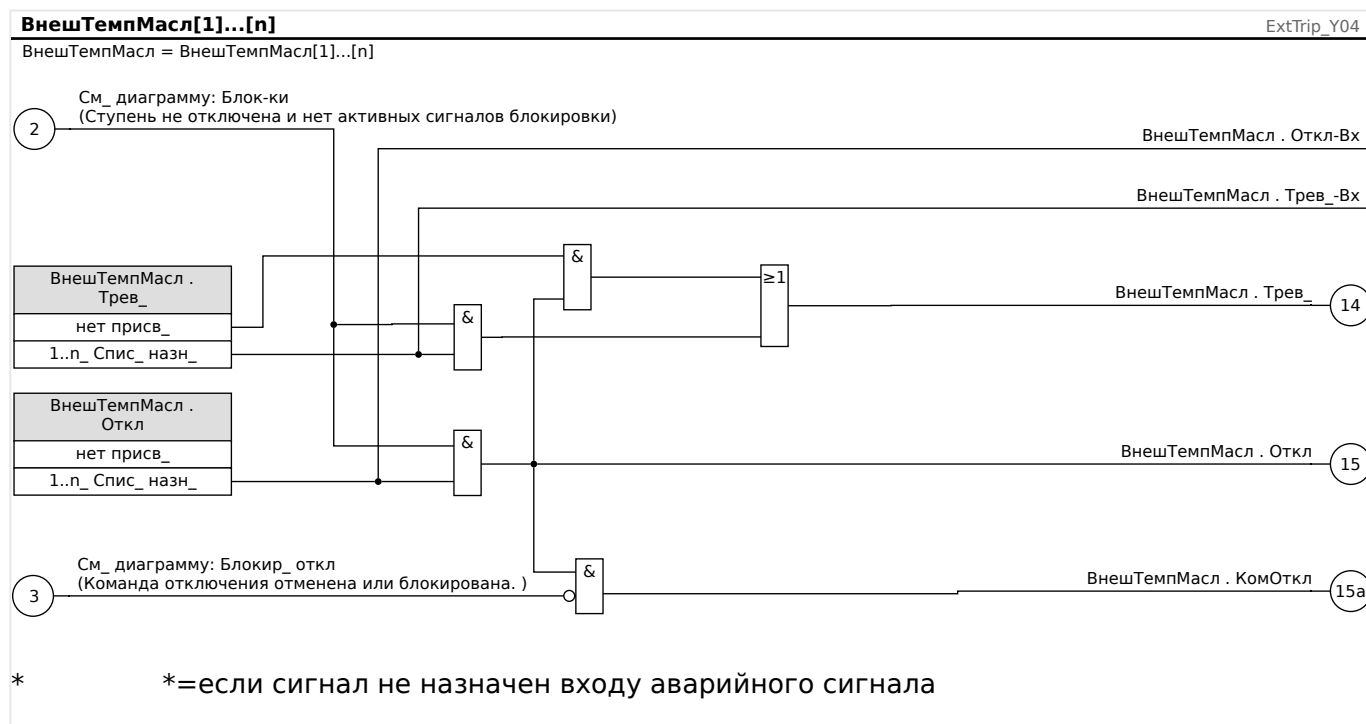 ВнешТемпМасл[1]...[n]
ExtTrip_Y04
ВнешТемпМасл = ВнешТемпМасл[1]...[n]
См_ диаграмму: Блок-ки
(Ступень не отключена и нет активных сигналов блокировки)
2
ВнешТемпМасл . Откл-Вх
ВнешТемпМасл . Трев_-Вх
&
ВнешТемпМасл .
Трев_
нет присв_
1..n_ Спис_ назн_
&
≥1
ВнешТемпМасл . Трев_
14
ВнешТемпМасл .
Откл
нет присв_
1..n_ Спис_ назн_
&
ВнешТемпМасл . Откл
15
См_ диаграмму: Блокир_ откл
(Команда отключения отменена или блокирована. )
3
&
ВнешТемпМасл . КомОткл
15a
* *=если сигнал не назначен входу аварийного сигнала